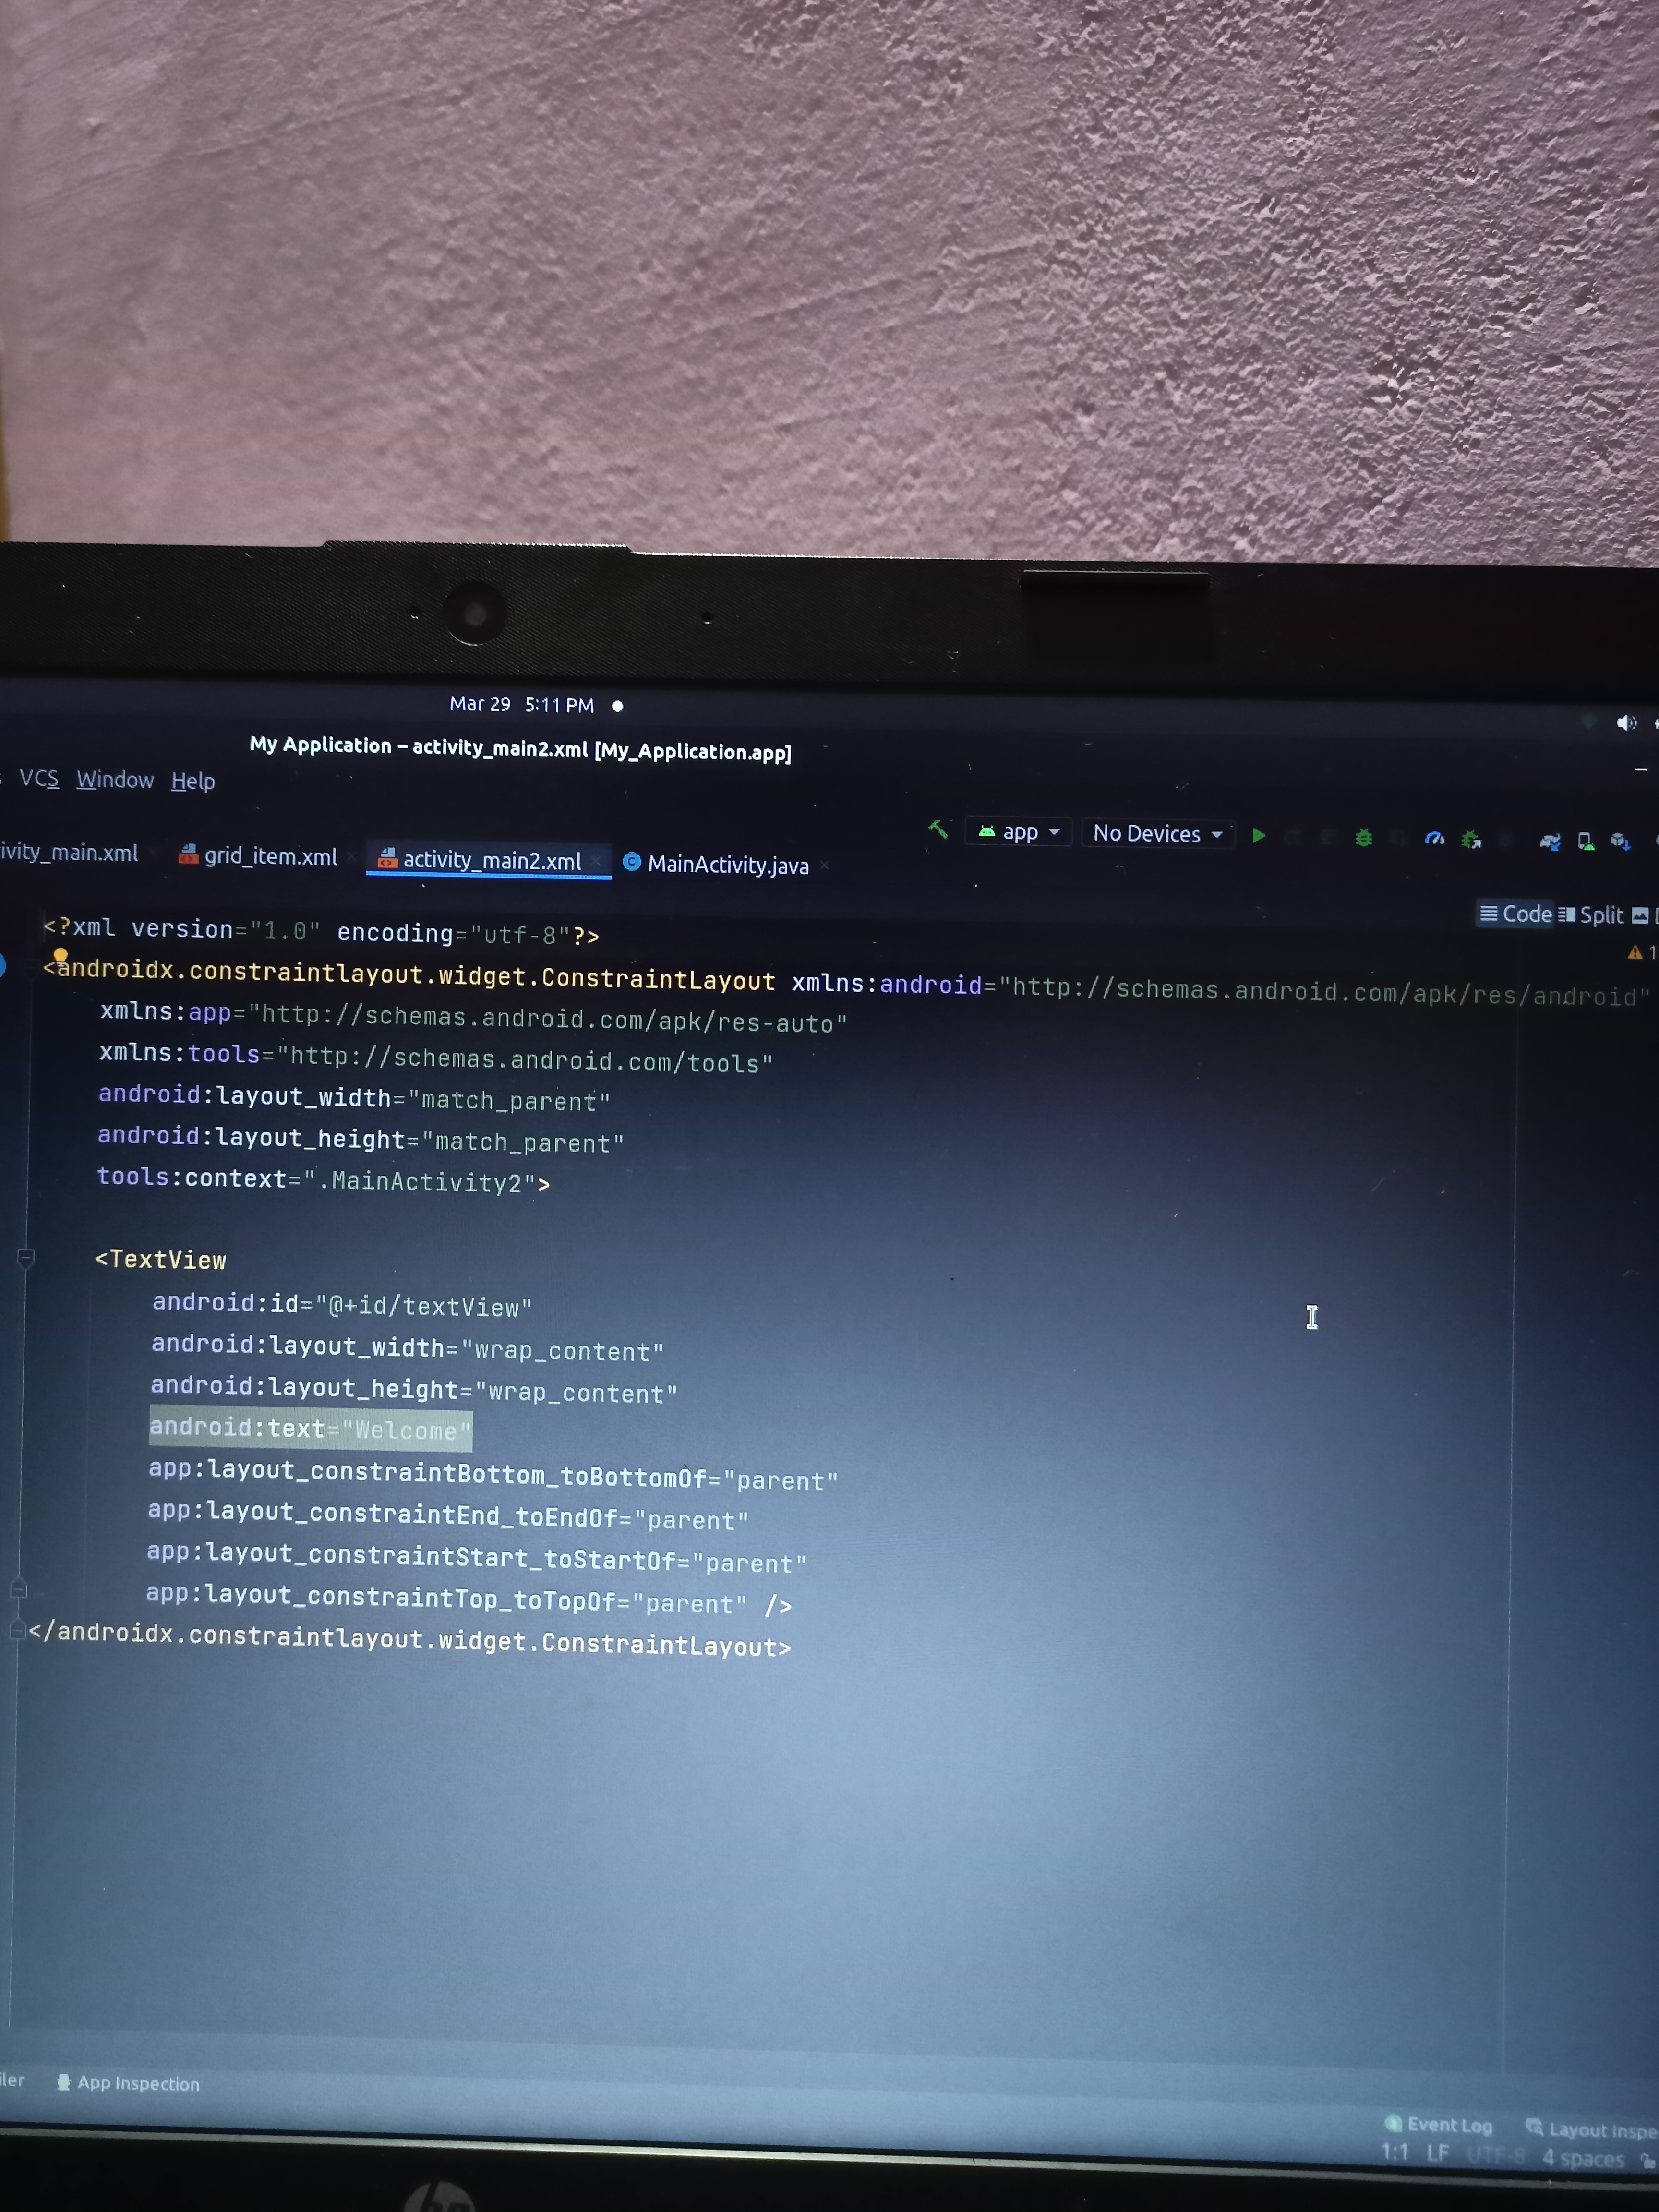 Mar 29 5:11 PM
My Application – activity_main2.xml [My_Application.app]
VCS Window Help
app No Devices
ivity_main.xml grid_item.xml activity_main2.xml MainActivity.java
Code Split
1
<?xml version="1.0" encoding="utf-8"?>
<androidx.constraintlayout.widget.ConstraintLayout xmlns:android="http://schemas.android.com/apk/res/android"
xmlns:app="http://schemas.android.com/apk/res-auto"
xmlns:tools="http://schemas.android.com/tools"
android:layout_width="match_parent"
android:layout_height="match_parent"
tools:context=".MainActivity2">
<TextView
android:id="@+id/textView"
android:layout_width="wrap_content"
android:layout_height="wrap_content"
android:text="Welcome"
app:layout_constraintBottom_toBottomOf="parent"
app:layout_constraintEnd_toEndOf="parent"
app:layout_constraintStart_toStartOf="parent"
app:layout_constraintTop_toTopOf="parent" />
</androidx.constraintlayout.widget.ConstraintLayout>
iler App Inspection
Event Log Layout Inspe
1:1 LF UTF-8 4 spaces
hp